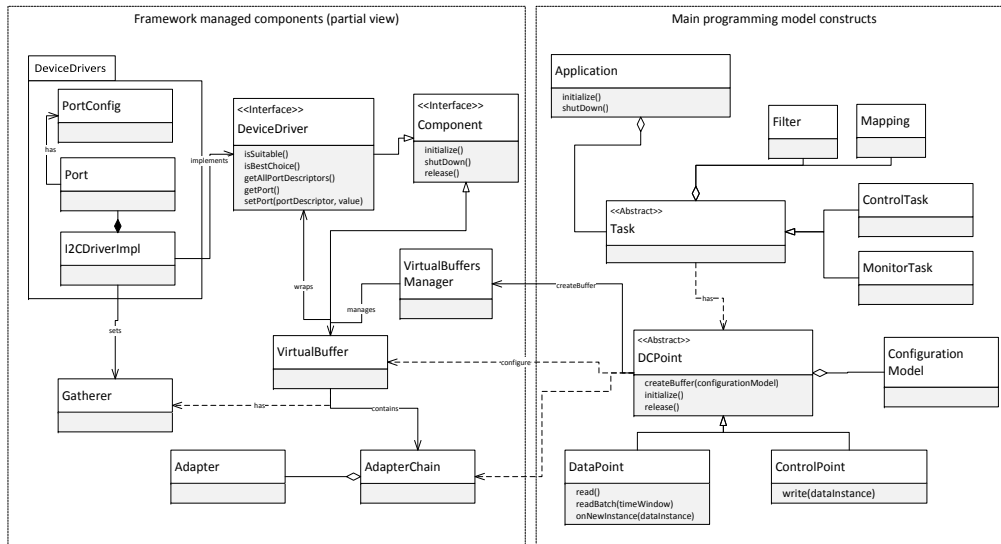 Framework managed components (partial view)
DeviceDrivers
PortConfig
has
Port
I2CDriverImpl
implements
<<Interface>>
DeviceDriver
isSuitable()
isBestChoice()
getAllPortDescriptors()
getPort()
setPort(portDescriptor, value)
<<Interface>>
Component
initialize()
shutDown()
release()
VirtualBuffers
Manager
wraps
manages
sets
VirtualBuffer
Gatherer
has
contains
Adapter
AdapterChain
Main programming model constructs
Application
initialize()
shutDown()
Filter
Mapping
<<Abstract>>
Task
ControlTask
MonitorTask
createBuffer
has
configure
<<Abstract>>
DCPoint
createBuffer(configurationModel)
initialize()
release()
Configuration
Model
DataPoint
read()
readBatch(timeWindow)
onNewInstance(dataInstance)
ControlPoint
write(dataInstance)